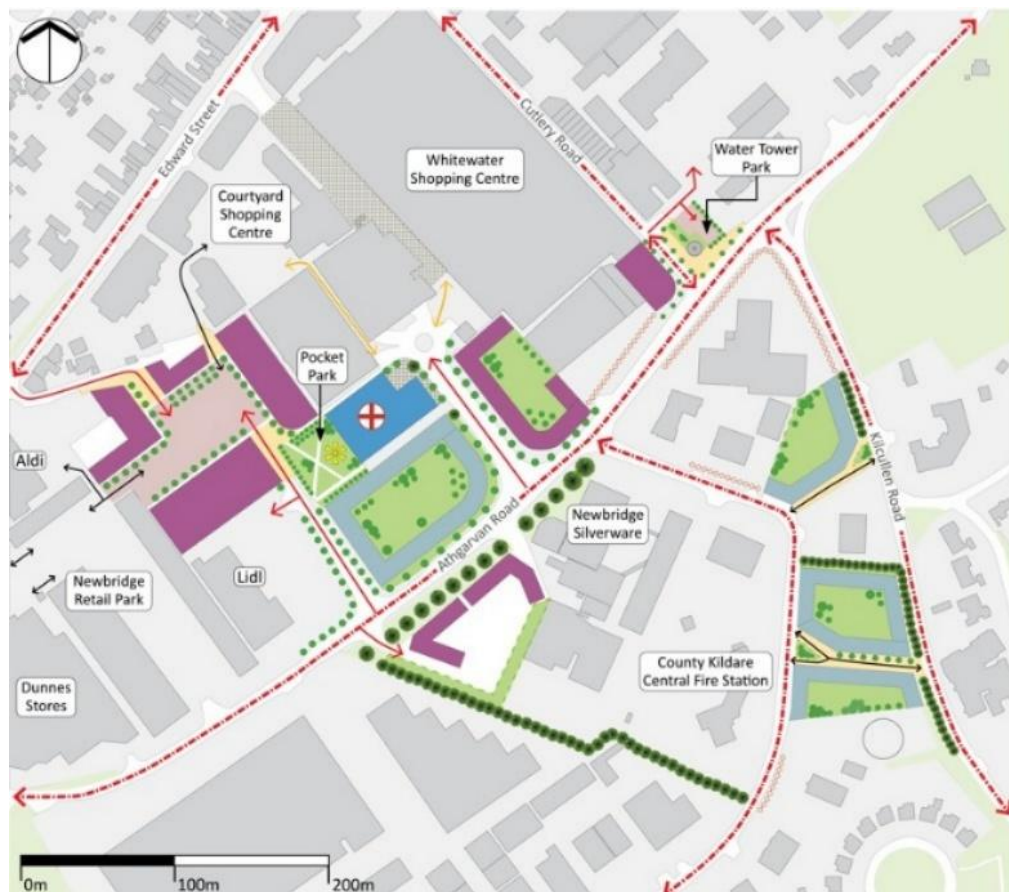 Edward Street
Cutlery Road
Water Tower
Park
Whitewater
Shopping Centre
Courtyard
Shopping
Centre
Pocket
Park
Aldi
Kilcullen Road
Newbridge
Silverware
Athgarvan Road
Lidl
Newbridge
Retail Park
County Kildare
Central Fire Station
Dunnes
Stores
0m
100m
200m